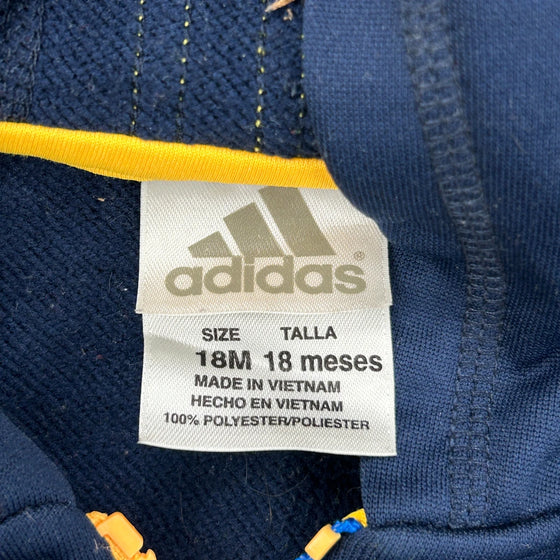 adidas®
SIZE TALLA
18M 18 meses
MADE IN VIETNAM
HECHO EN VIETNAM
100% POLYESTER/POLIESTER